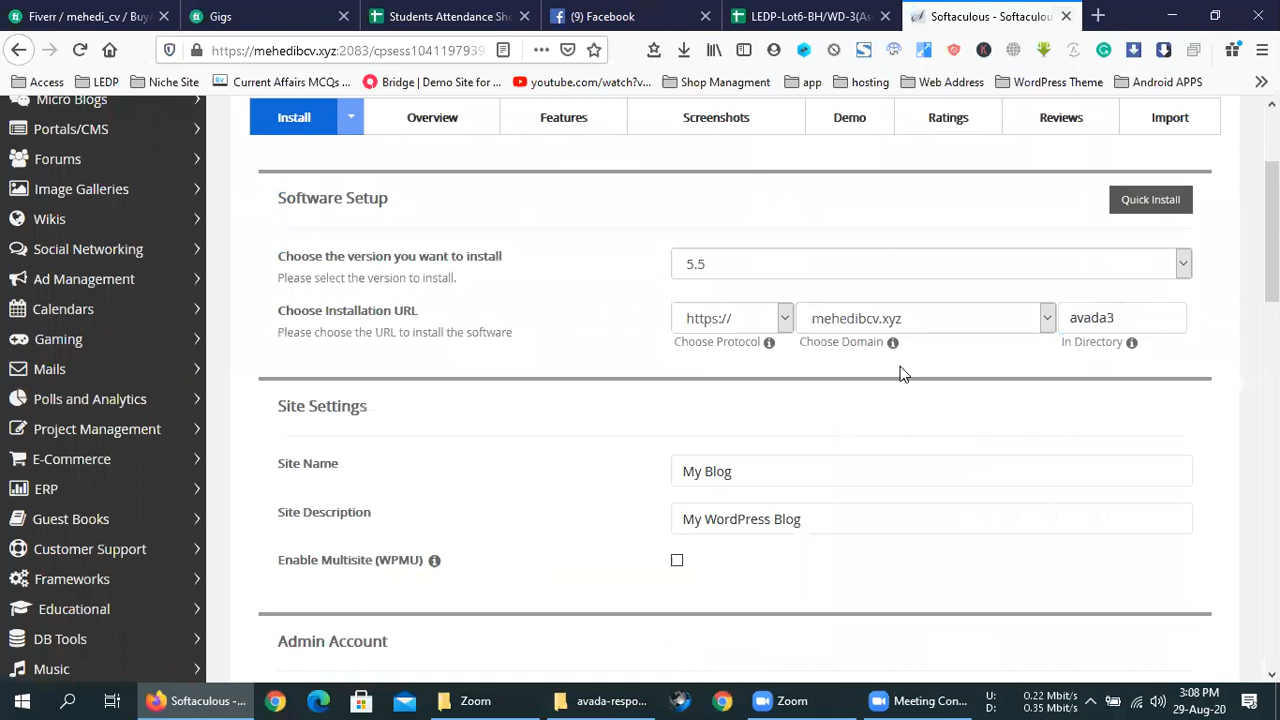 Fiverr / mehedi_cv / Buy/
Gigs
Students Attendance Sh
(9) Facebook
LEDP-Lot6-BH/WD-3(As
Softaculous - Softaculou
https://mehedibcv.xyz:2083/cpsess1041197939
Access
LEDP
Niche Site
Current Affairs MCQs ...
Bridge | Demo Site for ...
youtube.com/watch?v...
Shop Managment
app
hosting
Web Address
WordPress Theme
Android APPS
Micro Blogs
Portals/CMS
Forums
Image Galleries
Wikis
Social Networking
Ad Management
Calendars
Gaming
Mails
Polls and Analytics
Project Management
E-Commerce
ERP
Guest Books
Customer Support
Frameworks
Educational
DB Tools
Music
Install
Overview
Features
Screenshots
Demo
Ratings
Reviews
Import
Software Setup
Quick Install
Choose the version you want to install
Please select the version to install.
5.5
Choose Installation URL
Please choose the URL to install the software
https://
mehedibcv.xyz
avada3
Choose Protocol
Choose Domain
In Directory
Site Settings
Site Name
My Blog
Site Description
My WordPress Blog
Enable Multisite (WPMU)
Admin Account
Softaculous -...
Zoom
avada-respo...
Zoom
Meeting Con...
U: 0.22 Mbit/s
D: 0.35 Mbit/s
3:08 PM
29-Aug-20